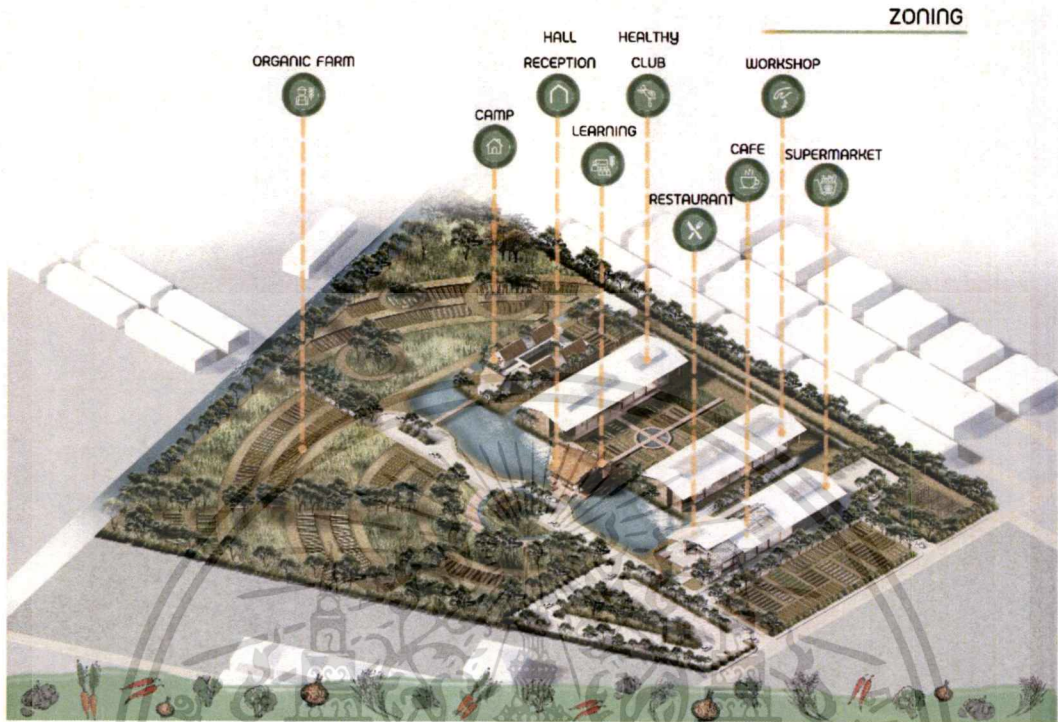 ZONING
ORGANIC FARM
CAMP
HALL
RECEPTION
LEARNING
HEALTHY
CLUB
RESTAURANT
CAFE
WORKSHOP
SUPERMARKET